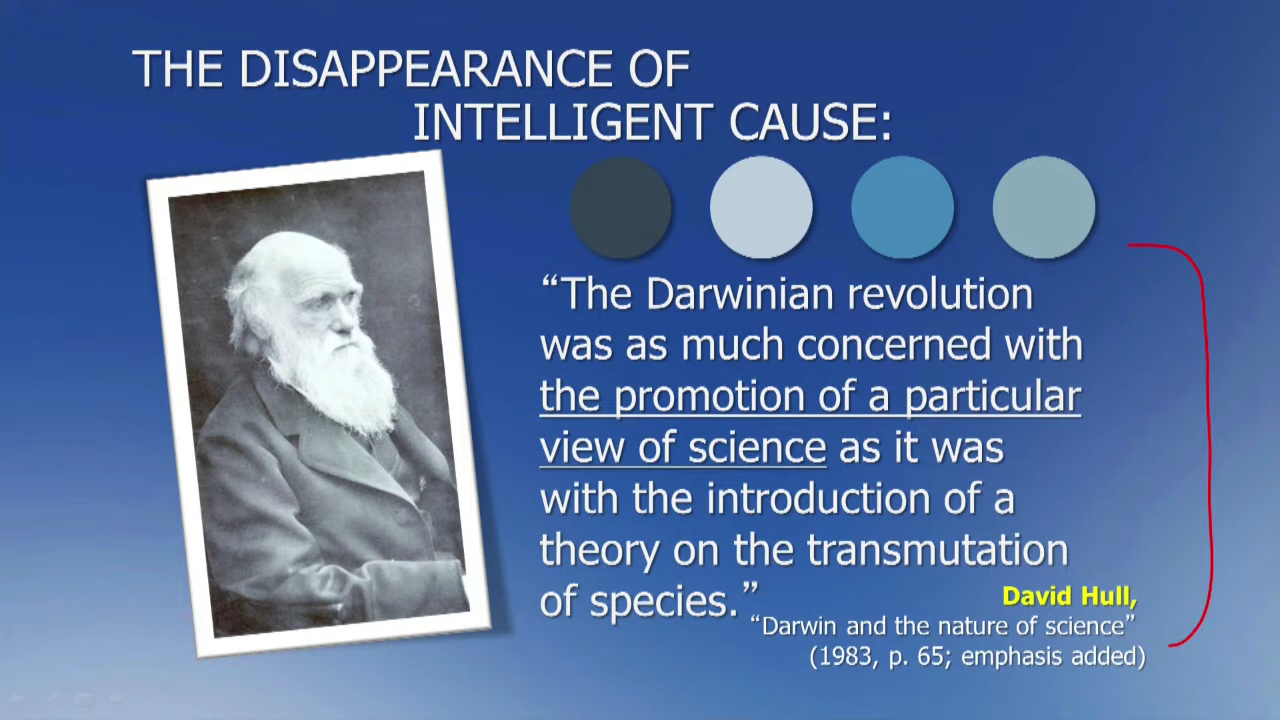 THE DISAPPEARANCE OF
INTELLIGENT CAUSE:
“The Darwinian revolution
was as much concerned with
the promotion of a particular
view of science as it was
with the introduction of a
theory on the transmutation
of species.”
David Hull,
“Darwin and the nature of science”
(1983, p. 65; emphasis added)